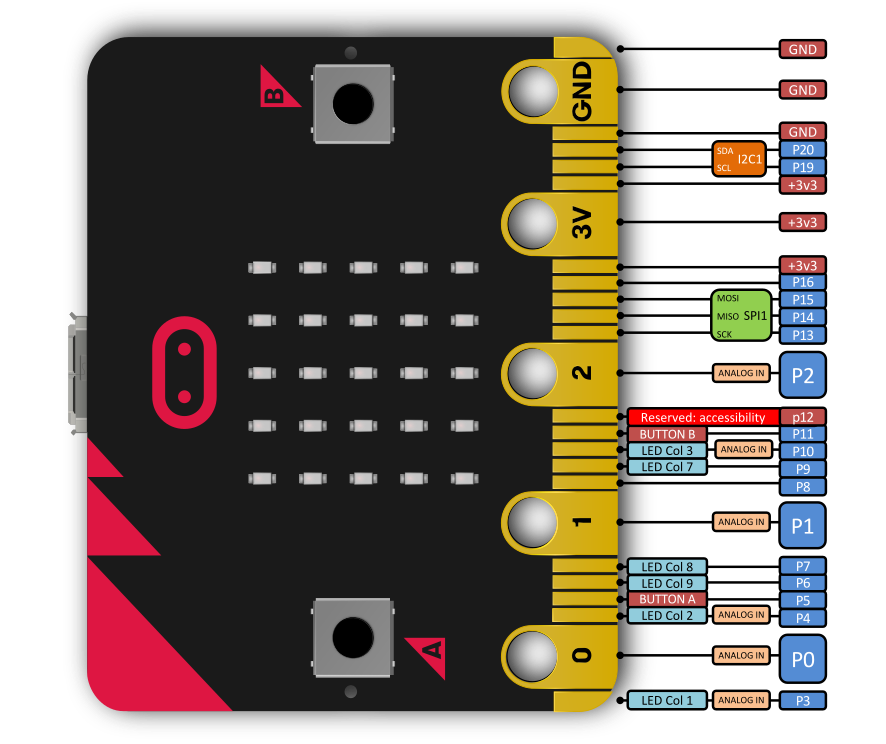 B
GND
3V
2
1
0
A
GND
GND
GND
SDA I2C1 P20
SCL P19
+3v3
+3v3
+3v3
P16
MOSI P15
MISO SPI1 P14
SCK P13
ANALOG IN P2
Reserved: accessibility p12
BUTTON B P11
LED Col 3 ANALOG IN P10
LED Col 7 P9
P8
ANALOG IN P1
LED Col 8 P7
LED Col 9 P6
BUTTON A P5
LED Col 2 ANALOG IN P4
ANALOG IN P0
LED Col 1 ANALOG IN P3